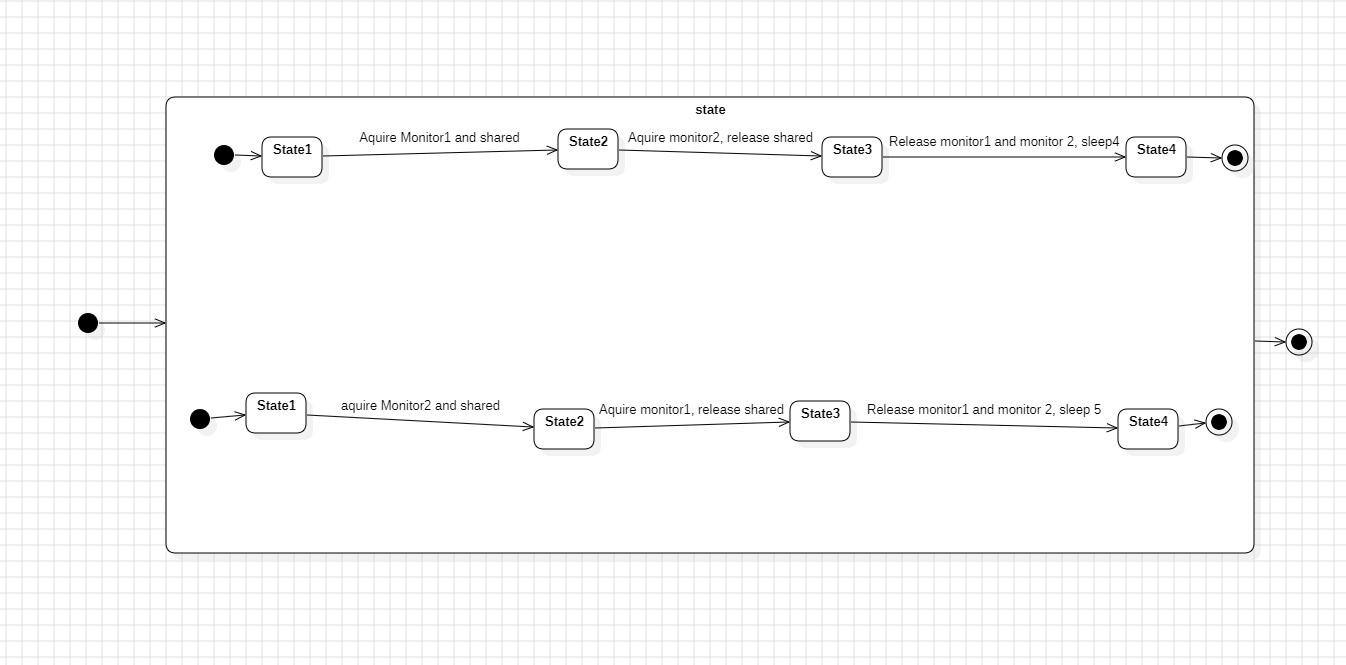 state
State1
Aquire Monitor1 and shared
State2
Aquire monitor2, release shared
State3
Release monitor1 and monitor 2, sleep4
State4
State1
aquire Monitor2 and shared
State2
Aquire monitor1, release shared
State3
Release monitor1 and monitor 2, sleep 5
State4